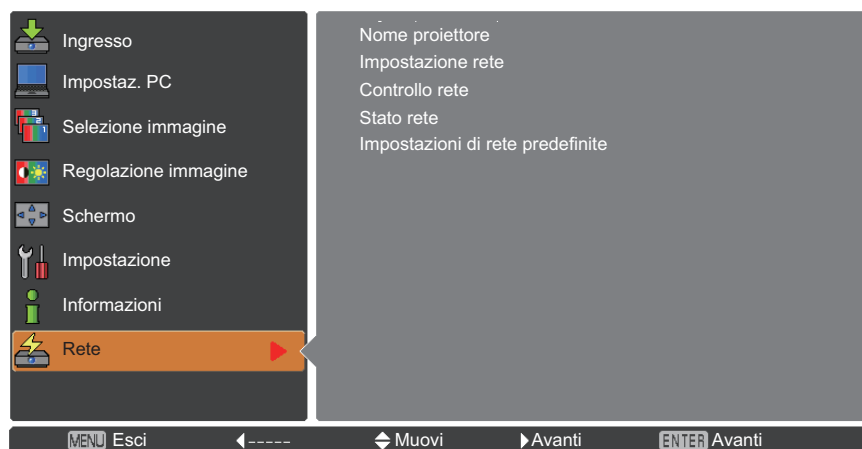 Ingresso
Impostaz. PC
Selezione immagine
Regolazione immagine
Schermo
Impostazione
Informazioni
Rete
Nome proiettore
Impostazione rete
Controllo rete
Stato rete
Impostazioni di rete predefinite
MENU Esci ----- Muovi Avanti ENTER Avanti